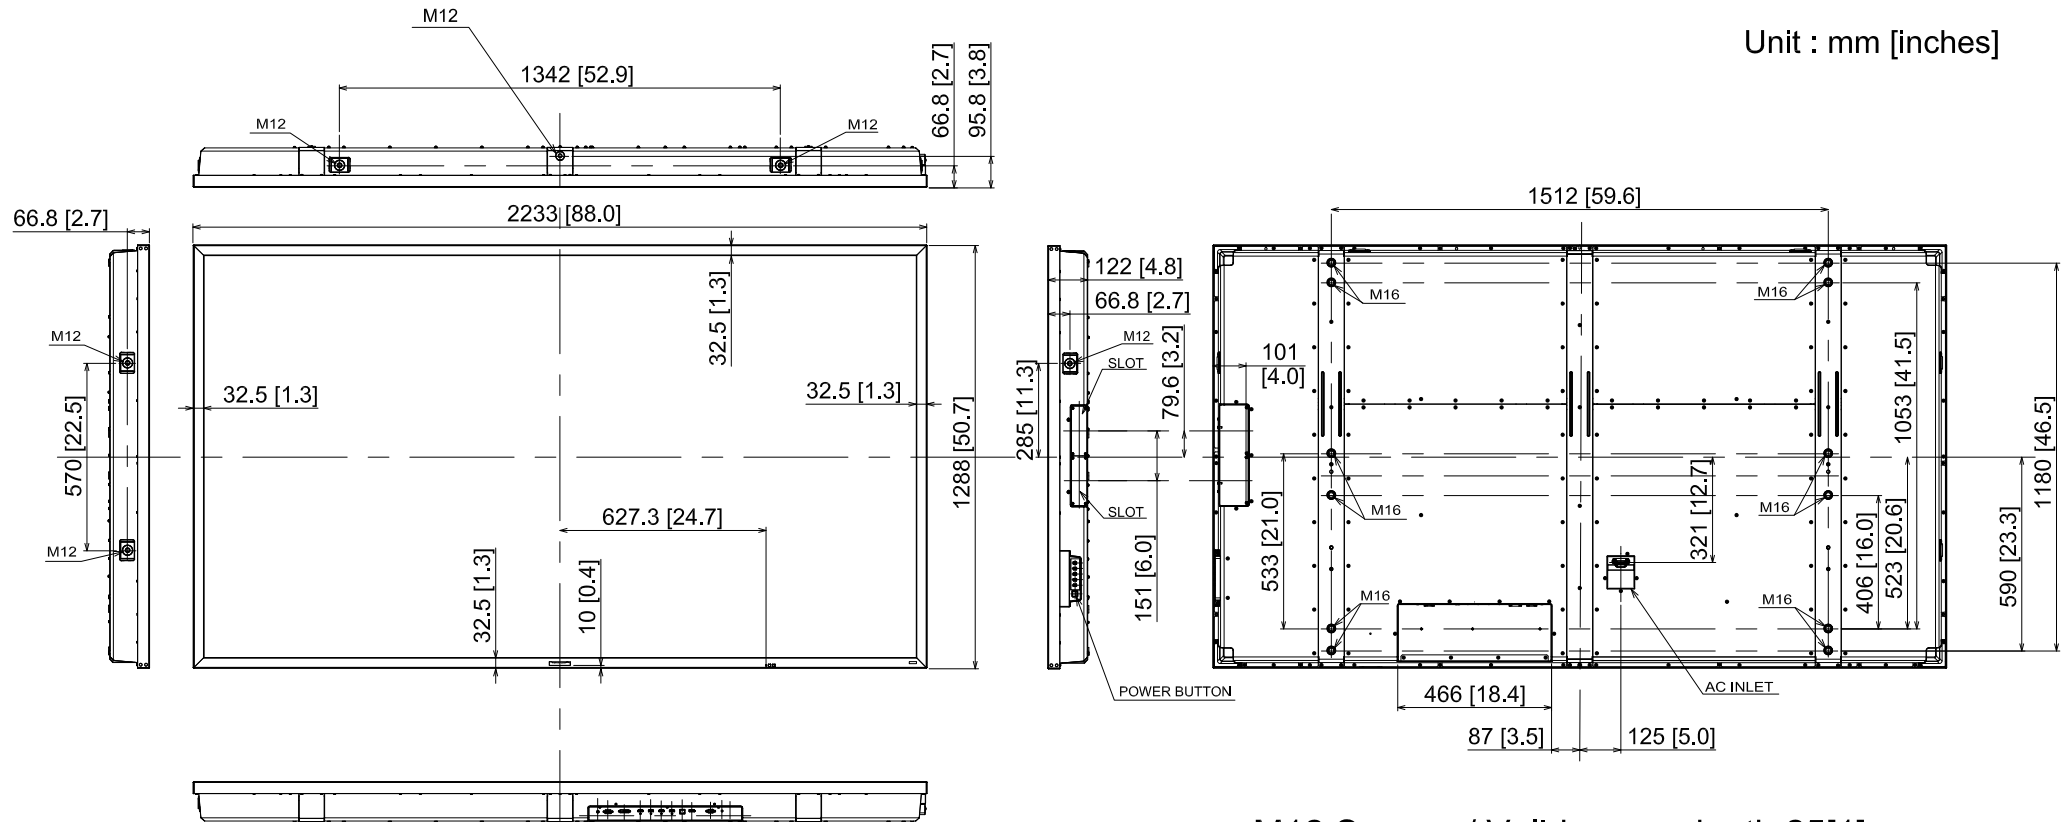 M12
Unit : mm [inches]
1342 [52.9]
66.8 [2.7]
95.8 [3.8]
M12
M12
2233 [88.0]
66.8 [2.7]
1512 [59.6]
122 [4.8]
66.8 [2.7]
32.5 [1.3]
M16
M16
M12
M12
SLOT
79.6 [3.2]
101
[4.0]
32.5 [1.3]
32.5 [1.3]
285 [11.3]
570 [22.5]
1288 [50.7]
1053 [41.5]
1180 [46.5]
SLOT
M16
M16
627.3 [24.7]
M12
533 [21.0]
321 [12.7]
406 [16.0]
523 [20.6]
590 [23.3]
151 [6.0]
32.5 [1.3]
10 [0.4]
M16
M16
POWER BUTTON
466 [18.4]
AC INLET
87 [3.5]
125 [5.0]